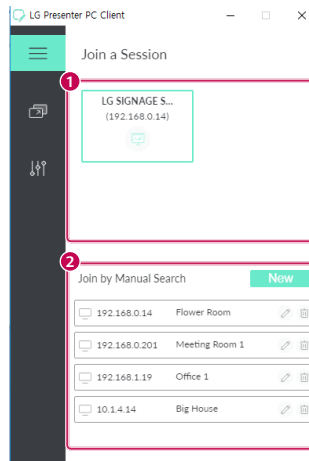 LG Presenter PC Client
Join a Session
1
LG SIGNAGE S...
(192.168.0.14)
2
Join by Manual Search
New
192.168.0.14 Flower Room
192.168.0.201 Meeting Room 1
192.168.1.19 Office 1
10.1.4.14 Big House